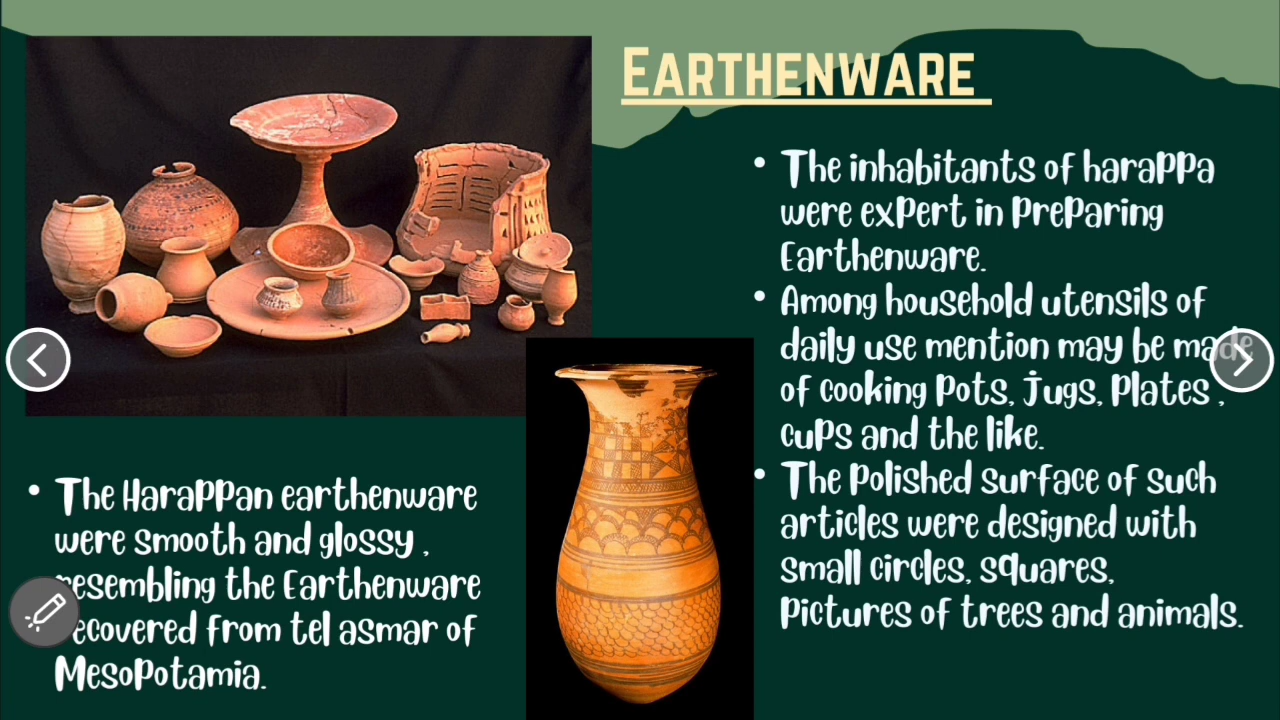 Earthenware
• The inhabitants of harappa
were expert in preparing
Earthenware.
• Among household utensils of
daily use mention may be made
of cooking pots, jugs, plates ,
cups and the like.
• The polished surface of such
articles were designed with
small circles, squares,
pictures of trees and animals.
• The Harappan earthenware
were smooth and glossy ,
resembling the Earthenware
recovered from tel asmar of
Mesopotamia.